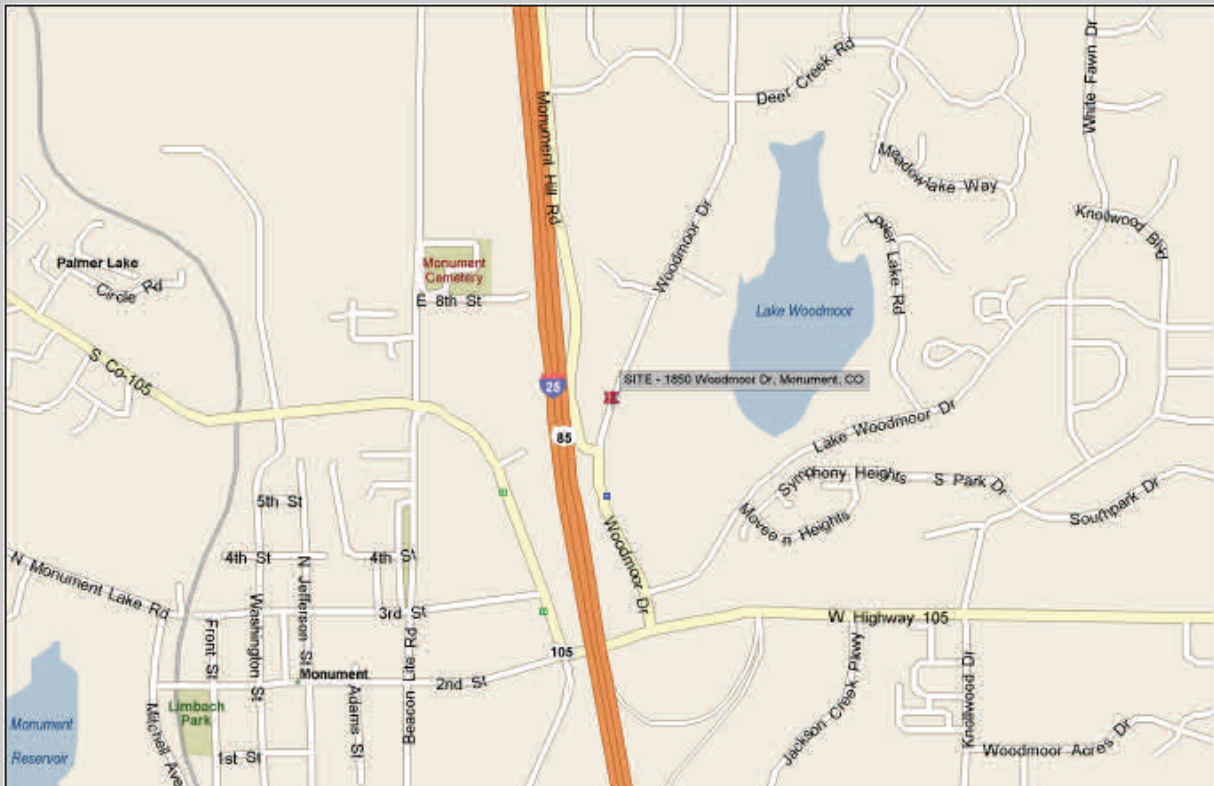 Deer Creek Rd
White Fawn Dr
Monument Hill Rd
Meadowlake Way
Woodmoor Dr
Knollwood Blvd
Lower Lake Rd
Palmer Lake
Circle Rd
Monument
Cemetery
E 8th St
Lake Woodmoor
S Co-105
25
SITE - 1850 Woodmoor Dr, Monument, CO
85
Lake Woodmoor Dr
Symphony Heights
S Park Dr
Southpark Dr
Moveen Heights
5th St
4th St
4th St
N Monument Lake Rd
N Jefferson St
Woodmoor Dr
3rd St
Washington St
Front St
W Highway 105
105
Beacon Lite Rd
Monument
2nd St
Adams St
Limbach
Park
Mitchell Ave
1st St
Monument
Reservoir
Jackson Creek Pkwy
Knollwood Dr
Woodmoor Acres Dr